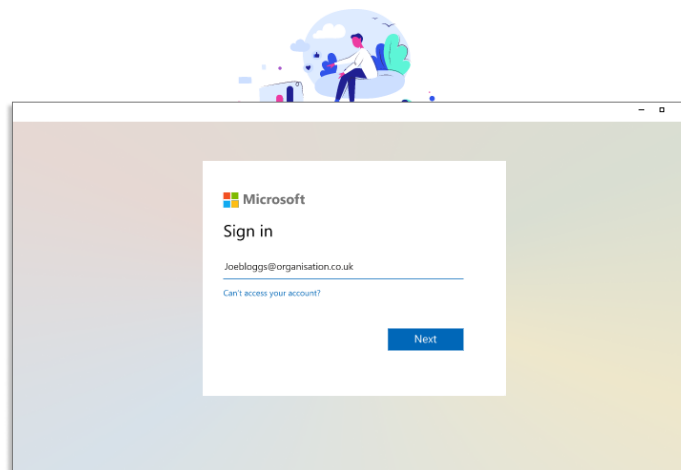 Microsoft
Sign in
Joebloggs@organisation.co.uk
Can't access your account?
Next